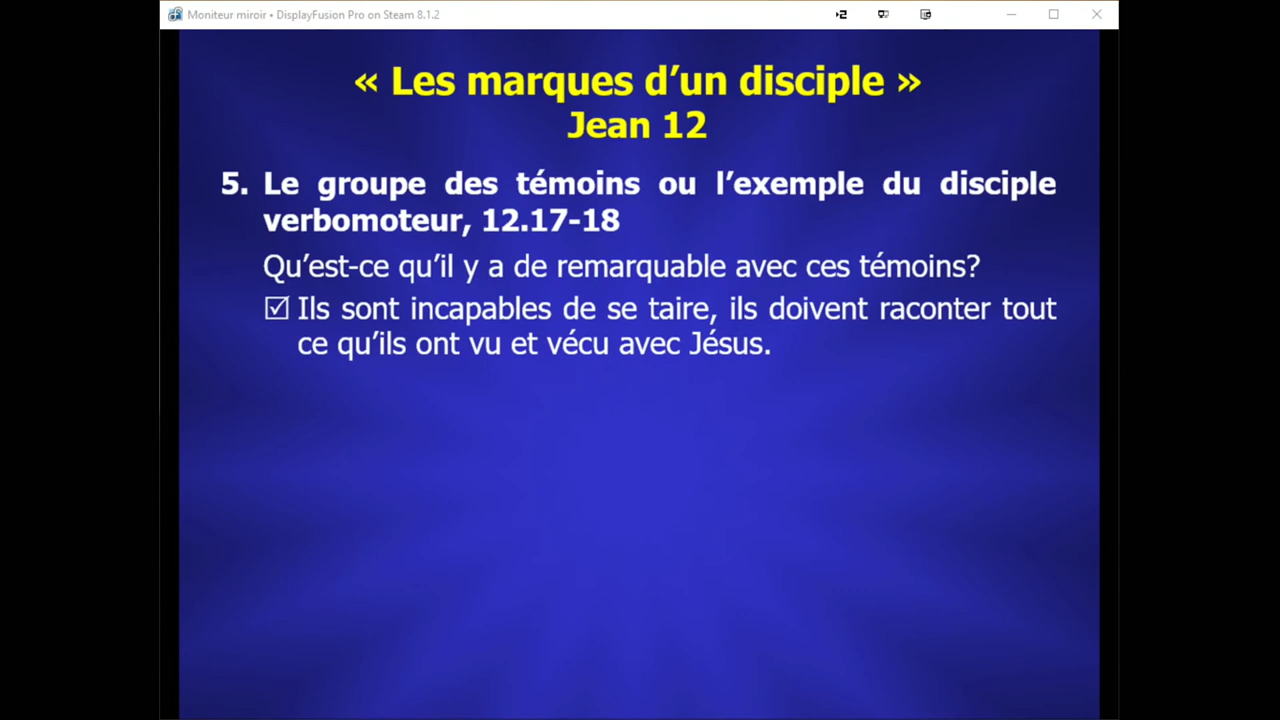 Moniteur miroir • DisplayFusion Pro on Steam 8.1.2
« Les marques d’un disciple »
Jean 12
5. Le groupe des témoins ou l’exemple du disciple
verbomoteur, 12.17-18
Qu’est-ce qu’il y a de remarquable avec ces témoins?
☑ Ils sont incapables de se taire, ils doivent raconter tout
ce qu’ils ont vu et vécu avec Jésus.